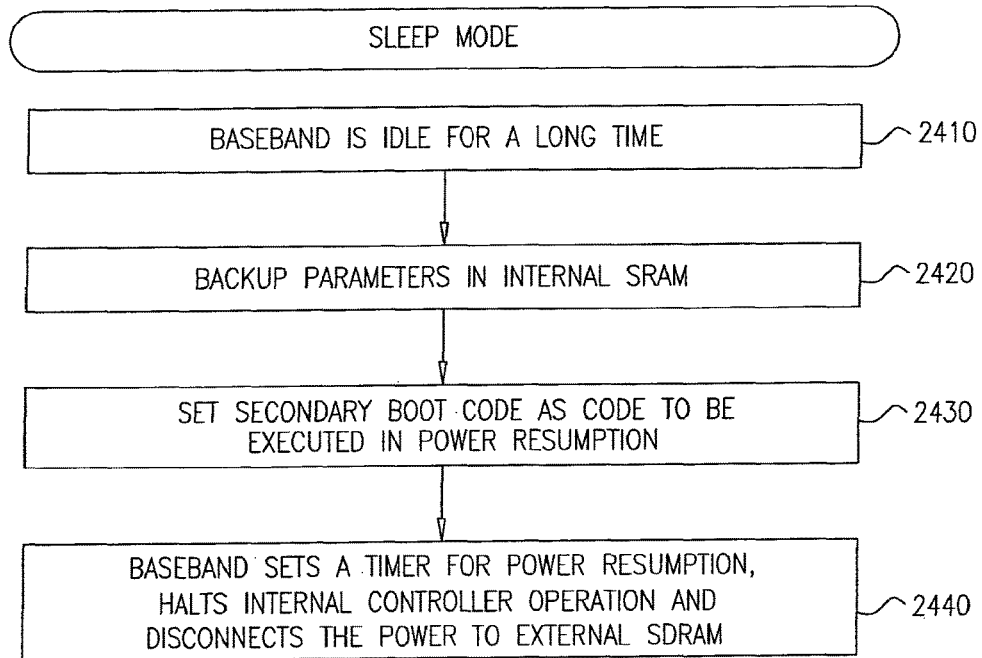 SLEEP MODE
BASEBAND IS IDLE FOR A LONG TIME
2410
BACKUP PARAMETERS IN INTERNAL SRAM
2420
SET SECONDARY BOOT CODE AS CODE TO BE
EXECUTED IN POWER RESUMPTION
2430
BASEBAND SETS A TIMER FOR POWER RESUMPTION,
HALTS INTERNAL CONTROLLER OPERATION AND
DISCONNECTS THE POWER TO EXTERNAL SDRAM
2440